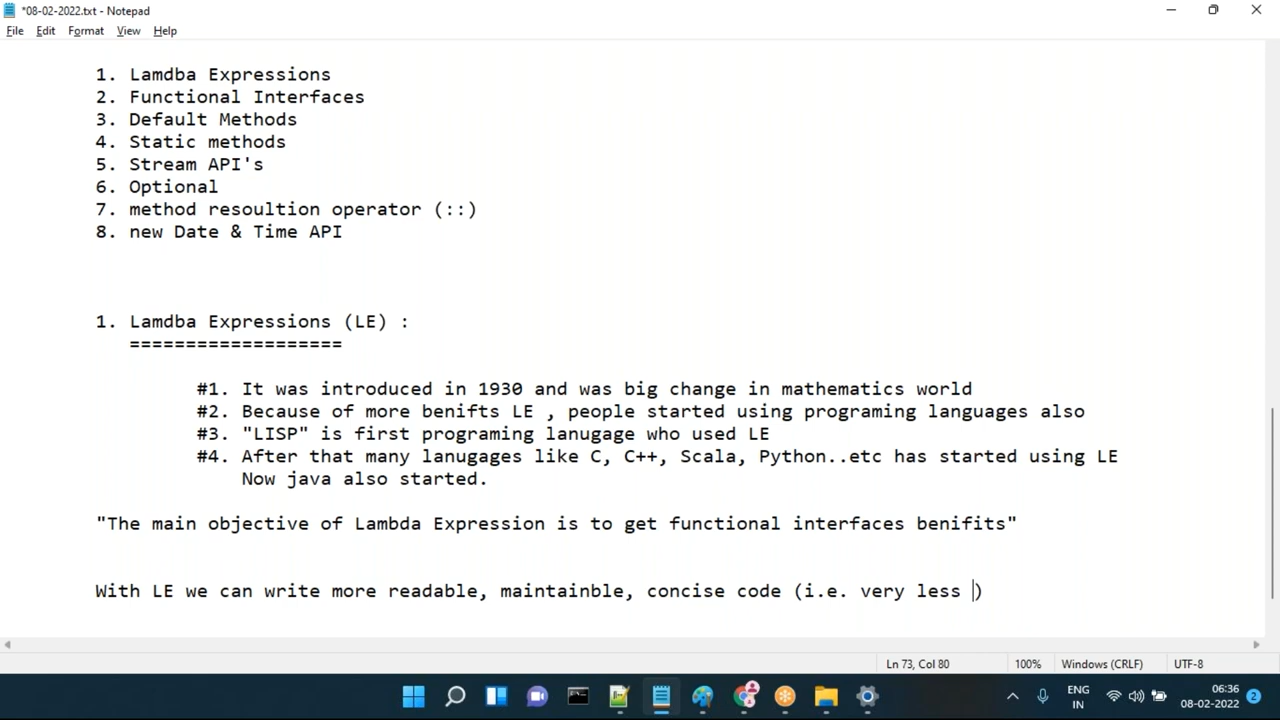 *08-02-2022.txt - Notepad
File Edit Format View Help
1. Lamdba Expressions
2. Functional Interfaces
3. Default Methods
4. Static methods
5. Stream API's
6. Optional
7. method resoultion operator (::)
8. new Date & Time API
1. Lamdba Expressions (LE) :
===================
#1. It was introduced in 1930 and was big change in mathematics world
#2. Because of more benifts LE , people started using programing languages also
#3. "LISP" is first programing lanugage who used LE
#4. After that many lanugages like C, C++, Scala, Python..etc has started using LE
Now java also started.
"The main objective of Lambda Expression is to get functional interfaces benifits"
With LE we can write more readable, maintainble, concise code (i.e. very less )
Ln 73, Col 80 100% Windows (CRLF) UTF-8
ENG
IN
06:36
08-02-2022
2